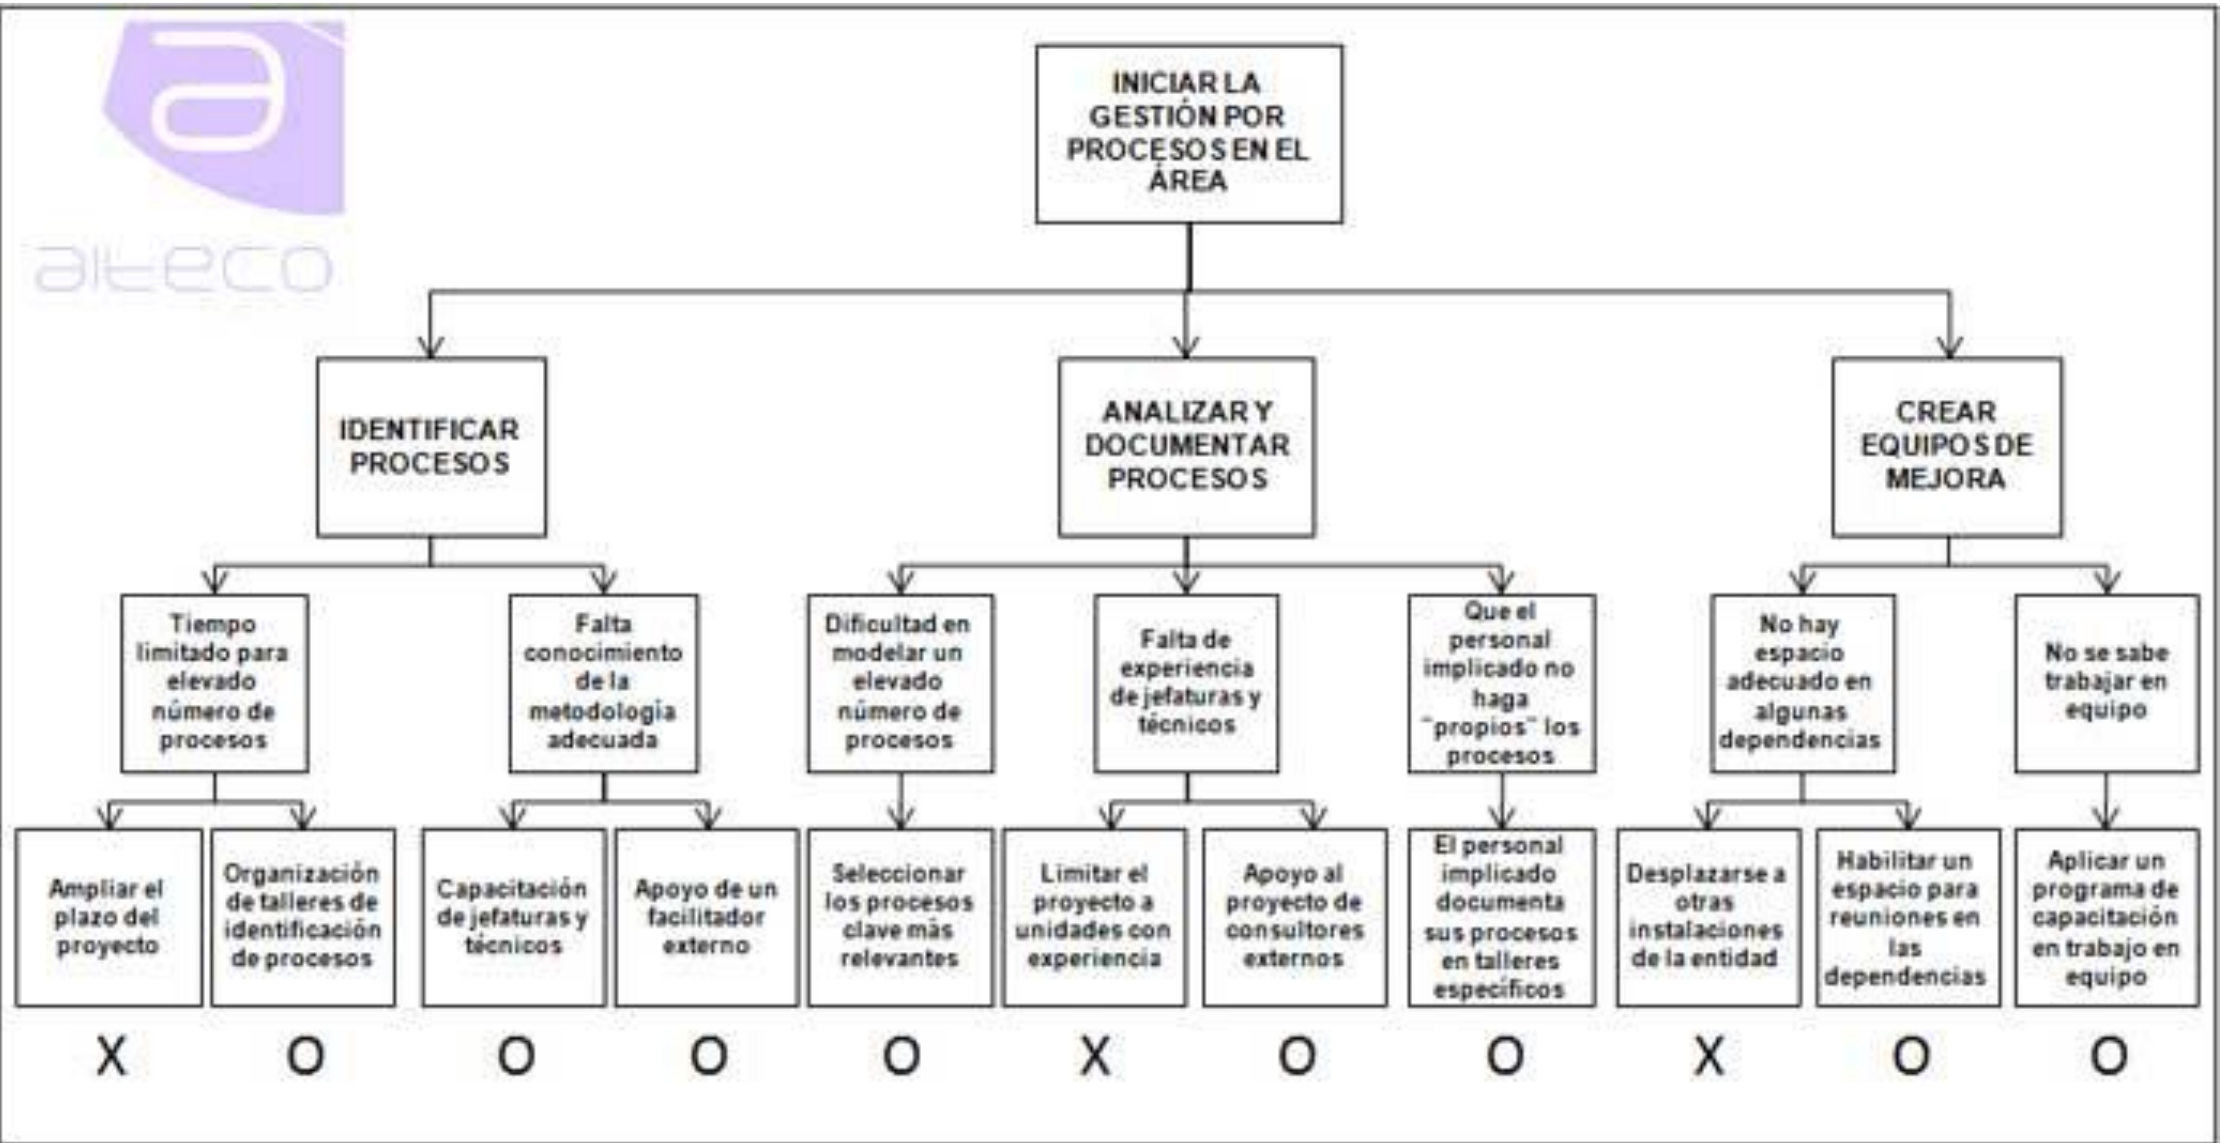 aiteco
INICIAR LA
GESTIÓN POR
PROCESOS EN EL
ÁREA
IDENTIFICAR
PROCESOS
ANALIZAR Y
DOCUMENTAR
PROCESOS
CREAR
EQUIPOS DE
MEJORA
Tiempo
limitado para
elevado
número de
procesos
Falta
conocimiento
de la
metodología
adecuada
Dificultad en
modelar un
elevado
número de
procesos
Falta de
experiencia
de jefaturas y
técnicos
Que el
personal
implicado no
haga
"propios" los
procesos
No hay
espacio
adecuado en
algunas
dependencias
No se sabe
trabajar en
equipo
Ampliar el
plazo del
proyecto
Organización
de talleres de
identificación
de procesos
Capacitación
de jefaturas y
técnicos
Apoyo de un
facilitador
externo
Seleccionar
los procesos
clave más
relevantes
Limitar el
proyecto a
unidades con
experiencia
Apoyo al
proyecto de
consultores
externos
El personal
implicado
documenta
sus procesos
en talleres
específicos
Desplazarse a
otras
instalaciones
de la entidad
Habilitar un
espacio para
reuniones en
las
dependencias
Aplicar un
programa de
capacitación
en trabajo en
equipo
X O O O O X O O X O O